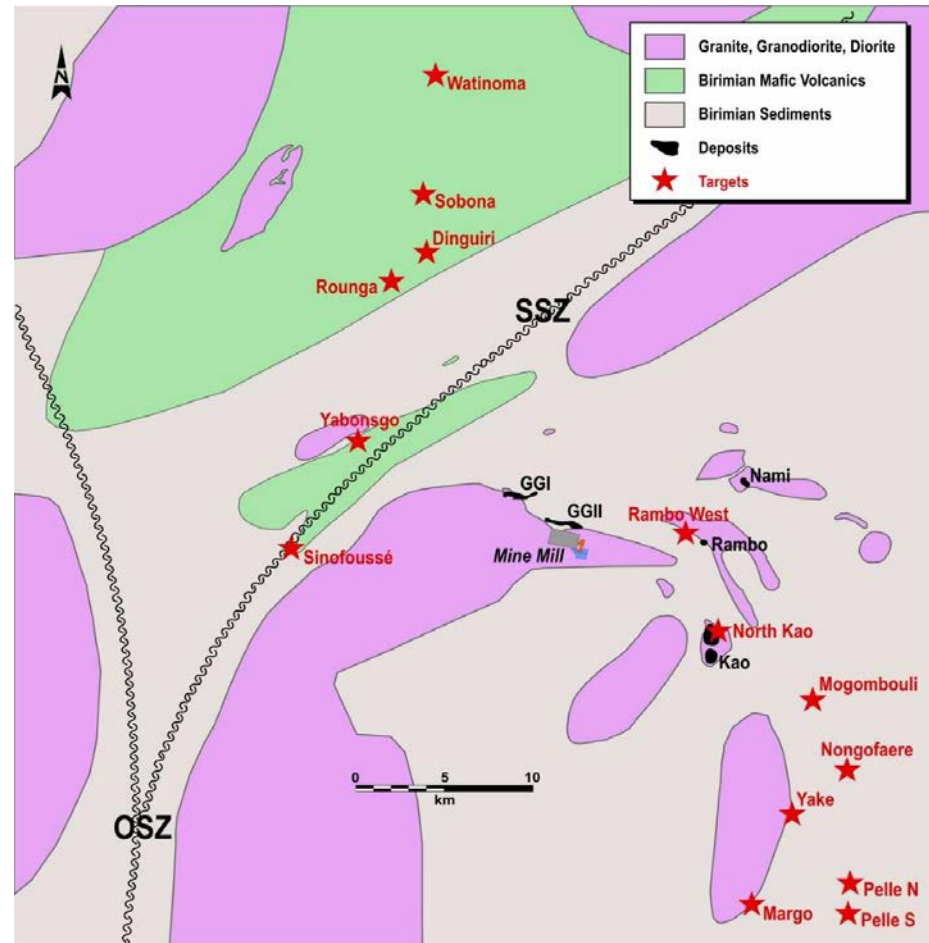 N
Granite, Granodiorite, Diorite
Birimian Mafic Volcanics
Birimian Sediments
Deposits
Targets
Watinoma
Sobona
Dinguiri
Rounga
SSZ
Yabonsgo
GGI
Nami
GGII
Rambo West
Rambo
Mine Mill
Sinofoussé
North Kao
Kao
Mogombouli
Nongofaere
0 5 10
km
Yake
OSZ
Pelle N
Margo
Pelle S